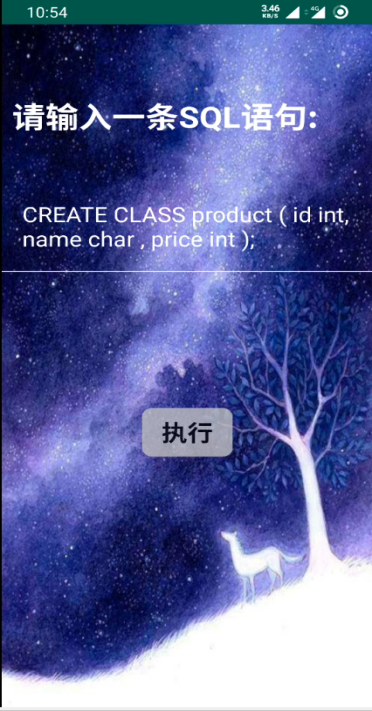 10:54
3.46
KB/S
4G
请输入一条SQL语句:
CREATE CLASS product ( id int,
name char , price int );
执行